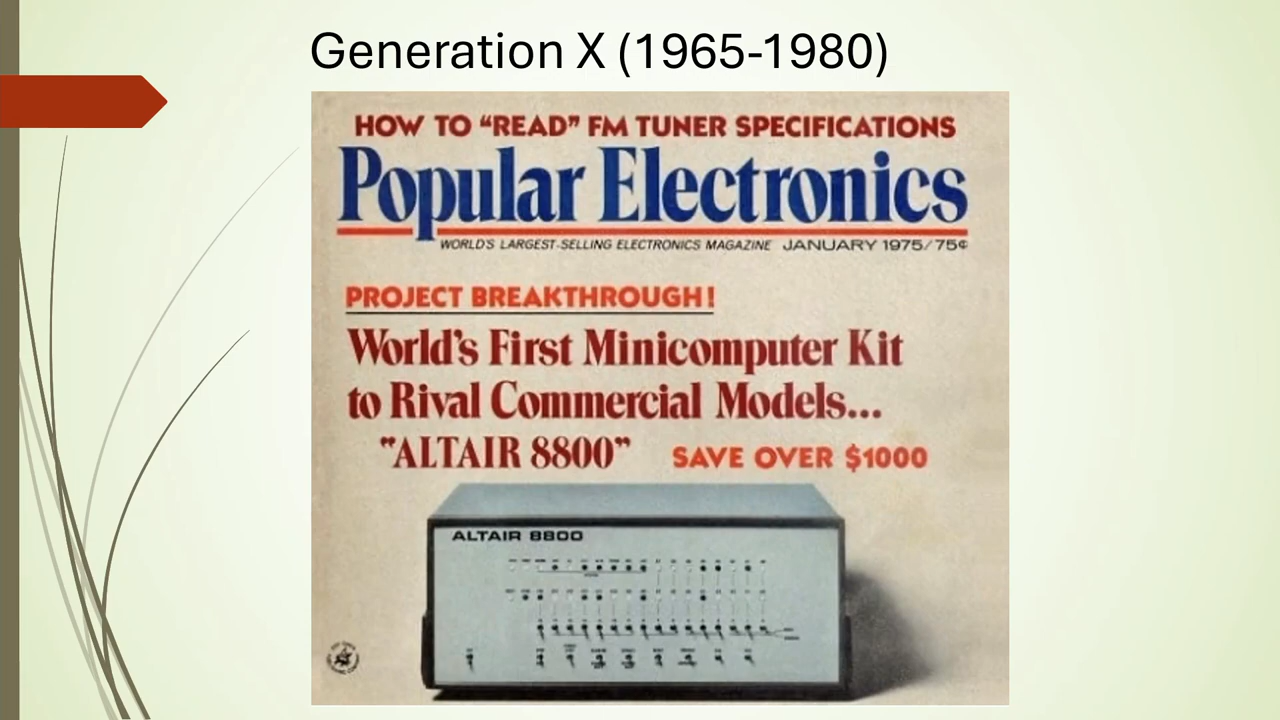 Generation X (1965-1980)
HOW TO “READ” FM TUNER SPECIFICATIONS
Popular Electronics
WORLD'S LARGEST-SELLING ELECTRONICS MAGAZINE JANUARY 1975/75¢
PROJECT BREAKTHROUGH!
World's First Minicomputer Kit
to Rival Commercial Models...
"ALTAIR 8800" SAVE OVER $1000
ALTAIR 8800